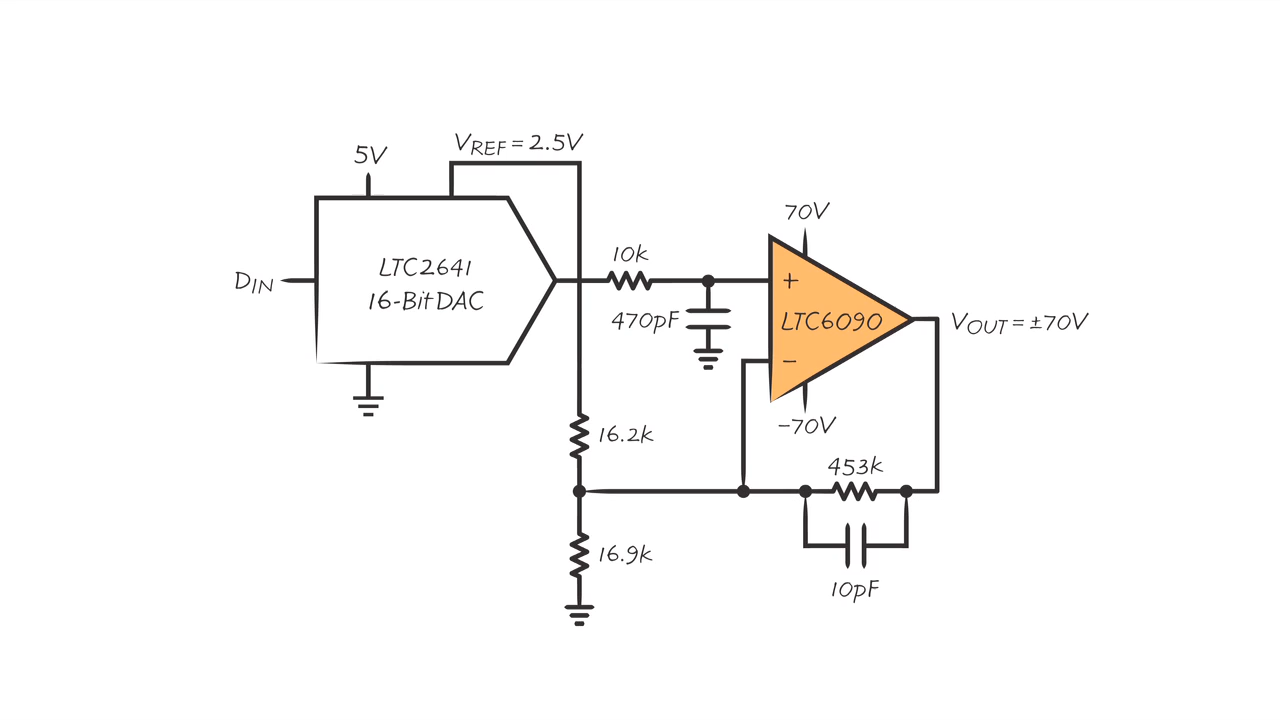 5V
VREF = 2.5V
DIN
LTC2641
16-Bit DAC
10k
470pF
70V
+
LTC6090
−
−70V
VOUT = ±70V
16.2k
453k
16.9k
10pF